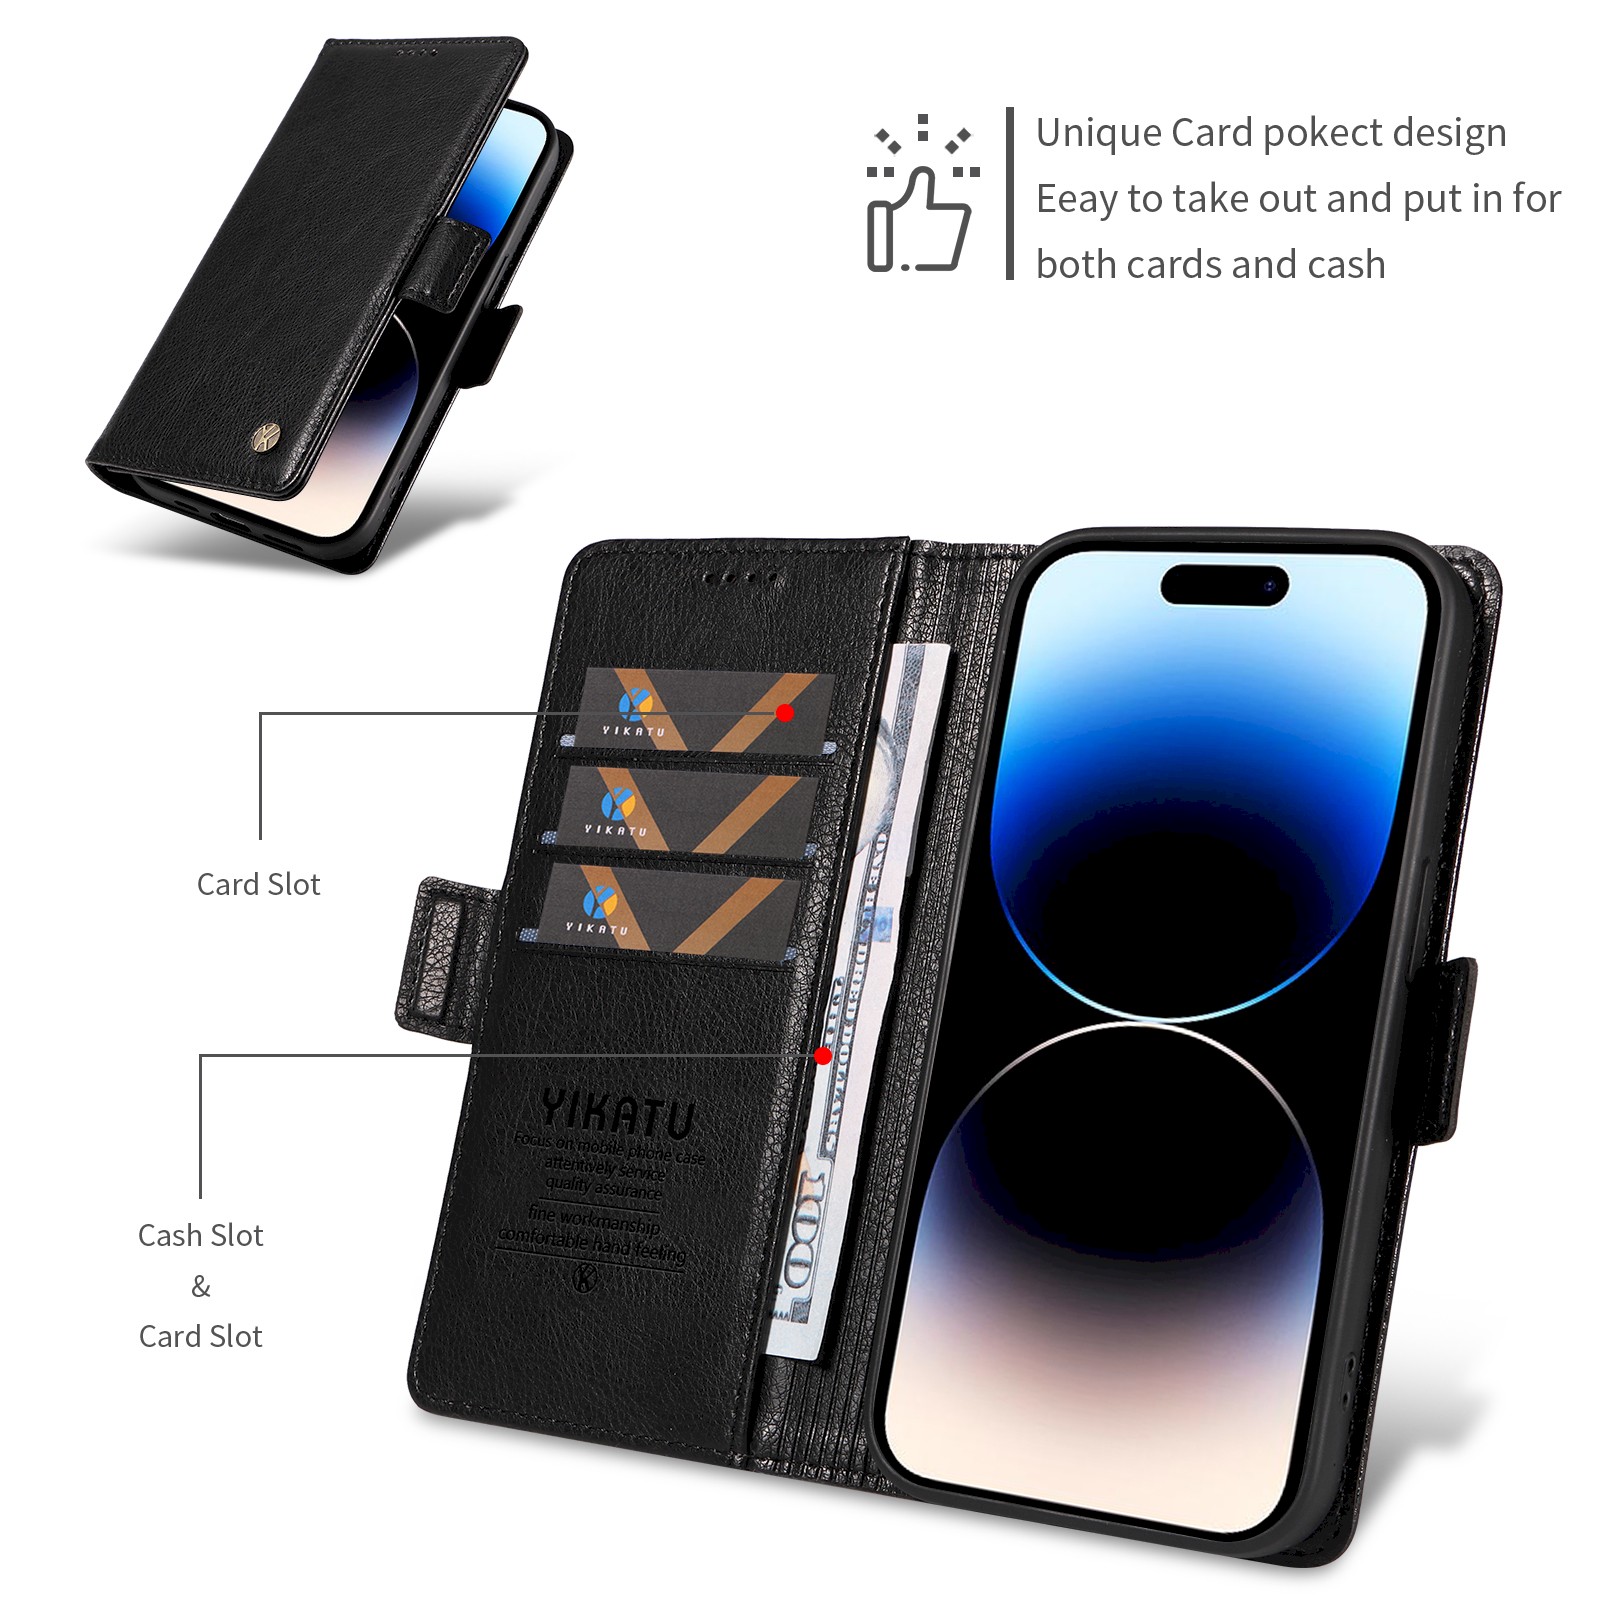 Unique Card pokect design
Eeay to take out and put in for
both cards and cash
YIKATU
YIKATU
YIKATU
Card Slot
YIKATU
Focus on mobile phone case
attentively service
quality assurance
fine workmanship
comfortable hand feeling
100
Cash Slot
&
Card Slot